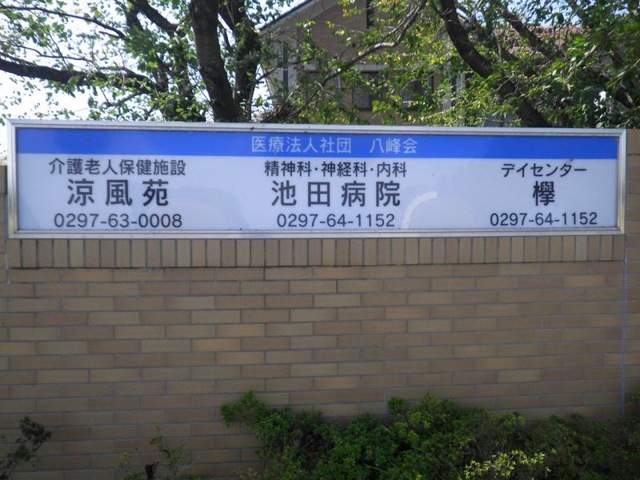 医療法人社団 八峰会
介護老人保健施設
涼風苑
0297-63-0008
精神科・神経科・内科
池田病院
0297-64-1152
デイセンター
欅
0297-64-1152